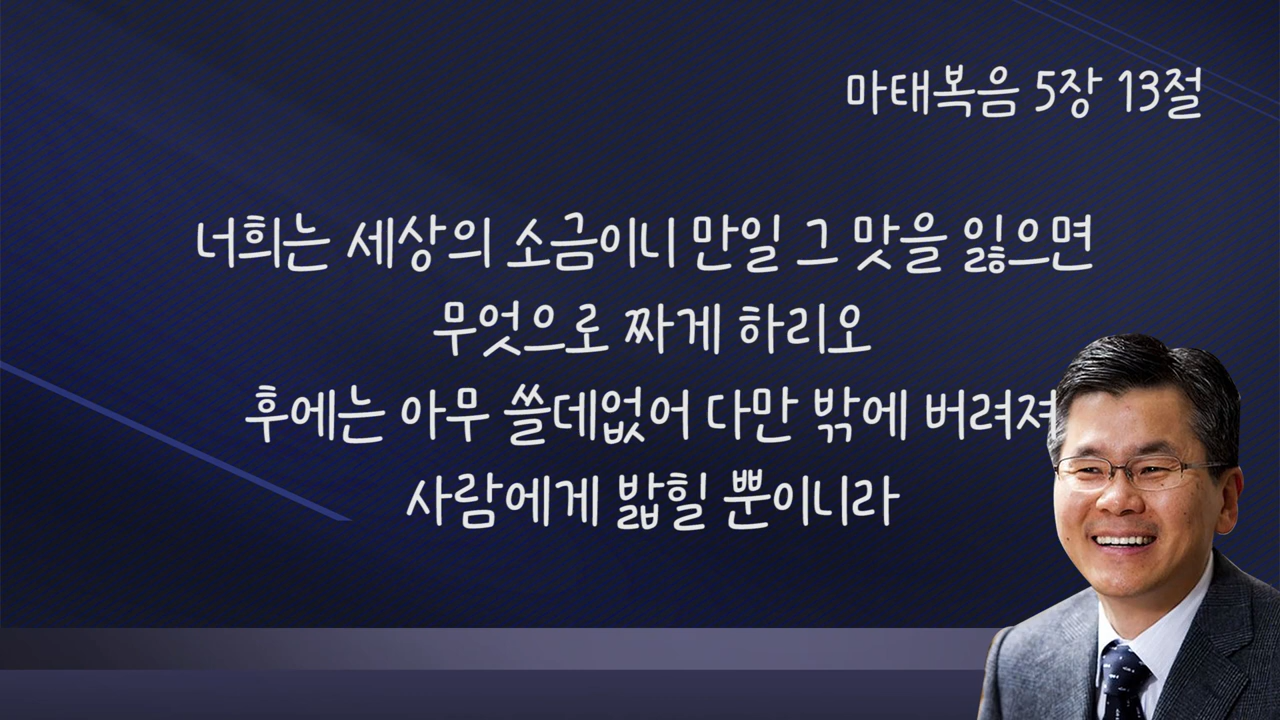 마태복음 5장 13절
너희는 세상의 소금이니 만일 그 맛을 잃으면
무엇으로 짜게 하리오
후에는 아무 쓸데없어 다만 밖에 버려져
사람에게 밟힐 뿐이니라